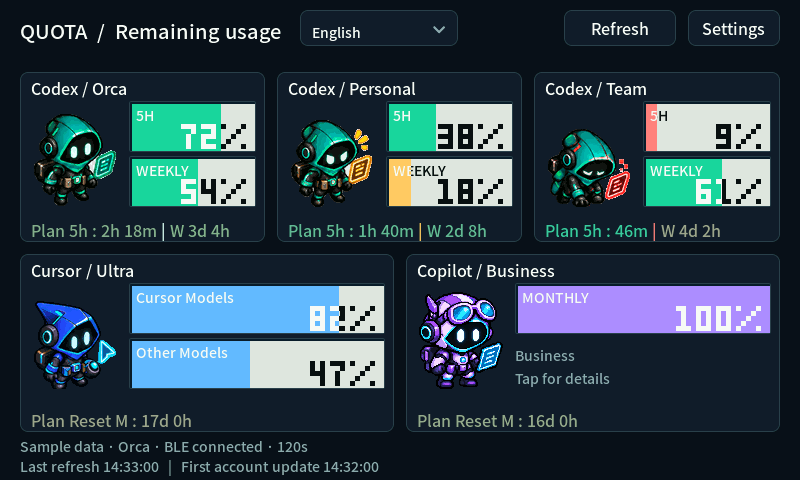 QUOTA / Remaining usage
English
Refresh
Settings
Codex / Orca
5H
72%
WEEKLY
54%
Plan 5h : 2h 18m | W 3d 4h
Codex / Personal
5H
38%
WEEKLY
18%
Plan 5h : 1h 40m | W 2d 8h
Codex / Team
5H
9%
WEEKLY
61%
Plan 5h : 46m | W 4d 2h
Cursor / Ultra
Cursor Models
82%
Other Models
47%
Plan Reset M : 17d 0h
Copilot / Business
MONTHLY
100%
Business
Tap for details
Plan Reset M : 16d 0h
Sample data · Orca · BLE connected · 120s
Last refresh 14:33:00 | First account update 14:32:00